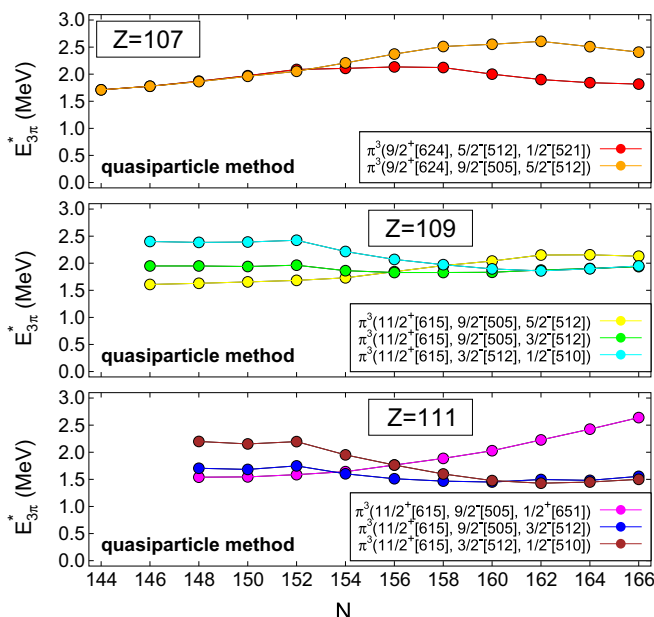 3.0
Z=107
2.5
2.0
1.5
1.0
0.5
0.0
E*3π (MeV)
π³(9/2⁺[624], 5/2⁻[512], 1/2⁻[521])
π³(9/2⁺[624], 9/2⁻[505], 5/2⁻[512])
quasiparticle method
3.0
Z=109
2.5
2.0
1.5
1.0
0.5
0.0
E*3π (MeV)
π³(11/2⁺[615], 9/2⁻[505], 5/2⁻[512])
π³(11/2⁺[615], 9/2⁻[505], 3/2⁻[512])
π³(11/2⁺[615], 3/2⁻[512], 1/2⁻[510])
quasiparticle method
3.0
Z=111
2.5
2.0
1.5
1.0
0.5
0.0
E*3π (MeV)
π³(11/2⁺[615], 9/2⁻[505], 1/2⁺[651])
π³(11/2⁺[615], 9/2⁻[505], 3/2⁻[512])
π³(11/2⁺[615], 3/2⁻[512], 1/2⁻[510])
quasiparticle method
144 146 148 150 152 154 156 158 160 162 164 166
N